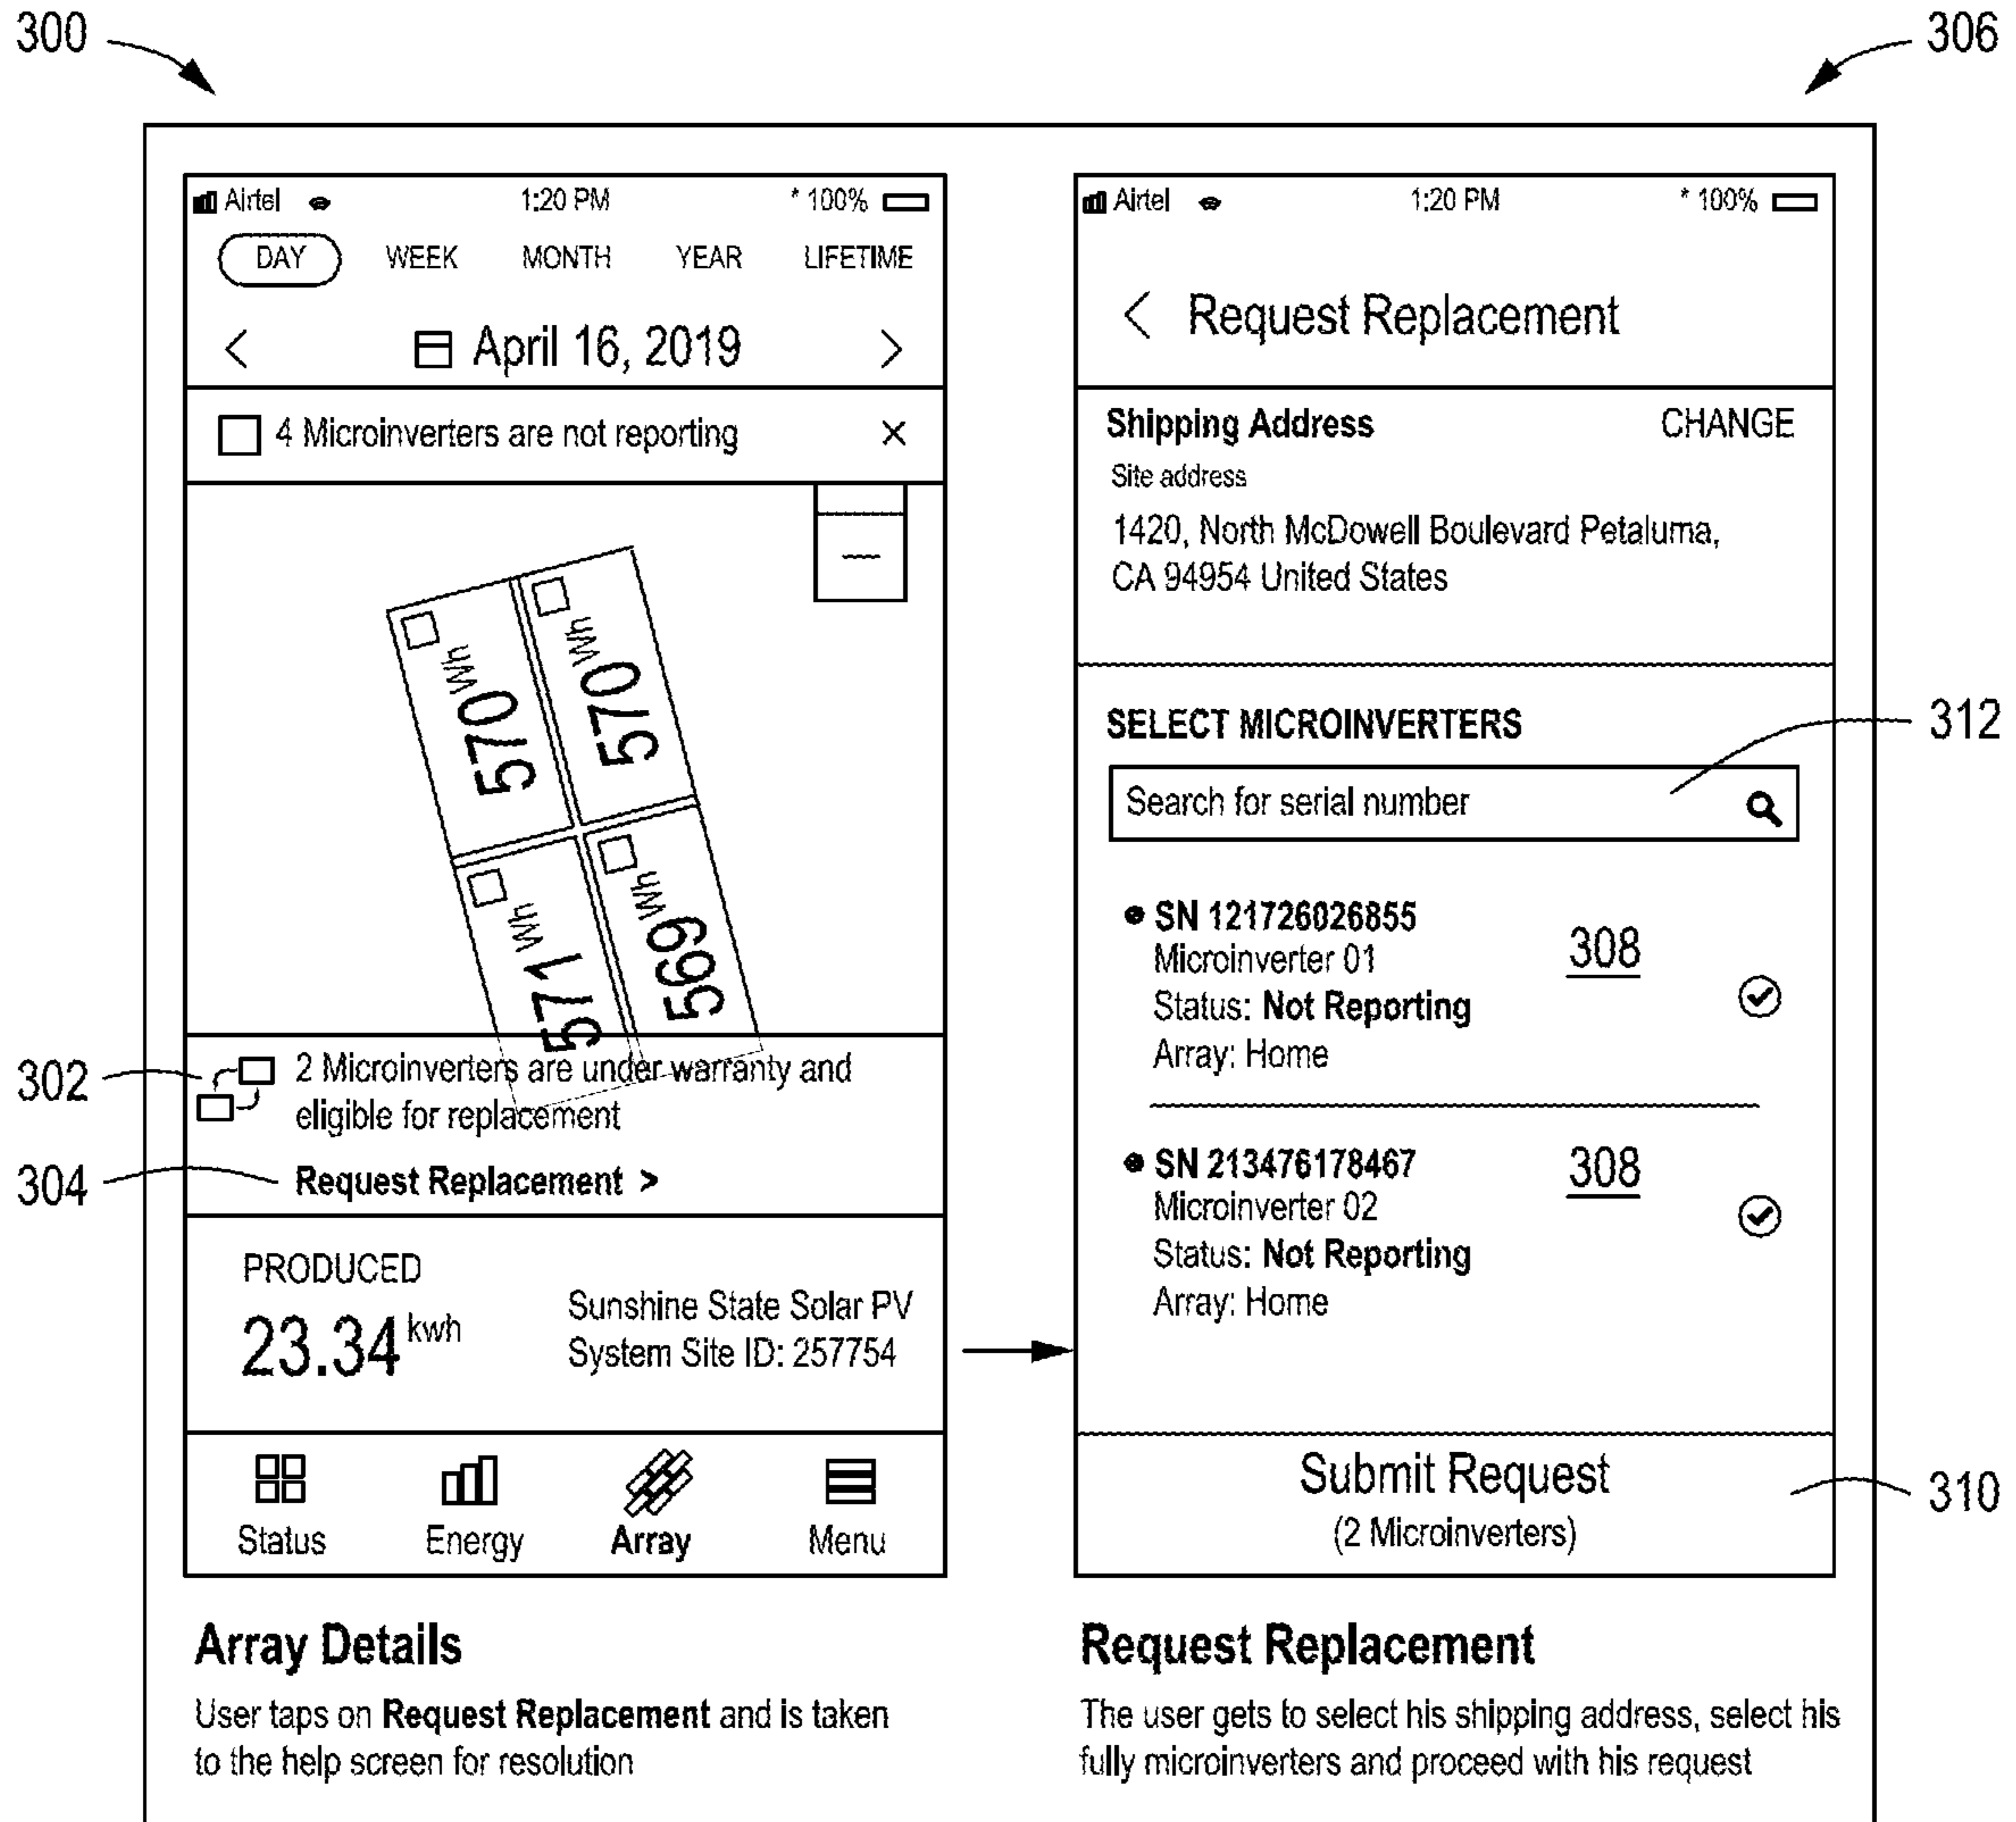 300
306
Airtel 1:20 PM * 100%
DAY WEEK MONTH YEAR LIFETIME
< April 16, 2019 >
4 Microinverters are not reporting ×
570 Wh
570 Wh
571 Wh
569 Wh
302
2 Microinverters are under warranty and
eligible for replacement
304
Request Replacement >
PRODUCED
23.34 kwh
Sunshine State Solar PV
System Site ID: 257754
Status Energy Array Menu
Array Details
User taps on Request Replacement and is taken
to the help screen for resolution
Airtel 1:20 PM * 100%
< Request Replacement
Shipping Address CHANGE
Site address
1420, North McDowell Boulevard Petaluma,
CA 94954 United States
SELECT MICROINVERTERS
312
Search for serial number
SN 121726026855
Microinverter 01
308
Status: Not Reporting
Array: Home
SN 213476178467
Microinverter 02
308
Status: Not Reporting
Array: Home
Submit Request
(2 Microinverters)
310
Request Replacement
The user gets to select his shipping address, select his
fully microinverters and proceed with his request